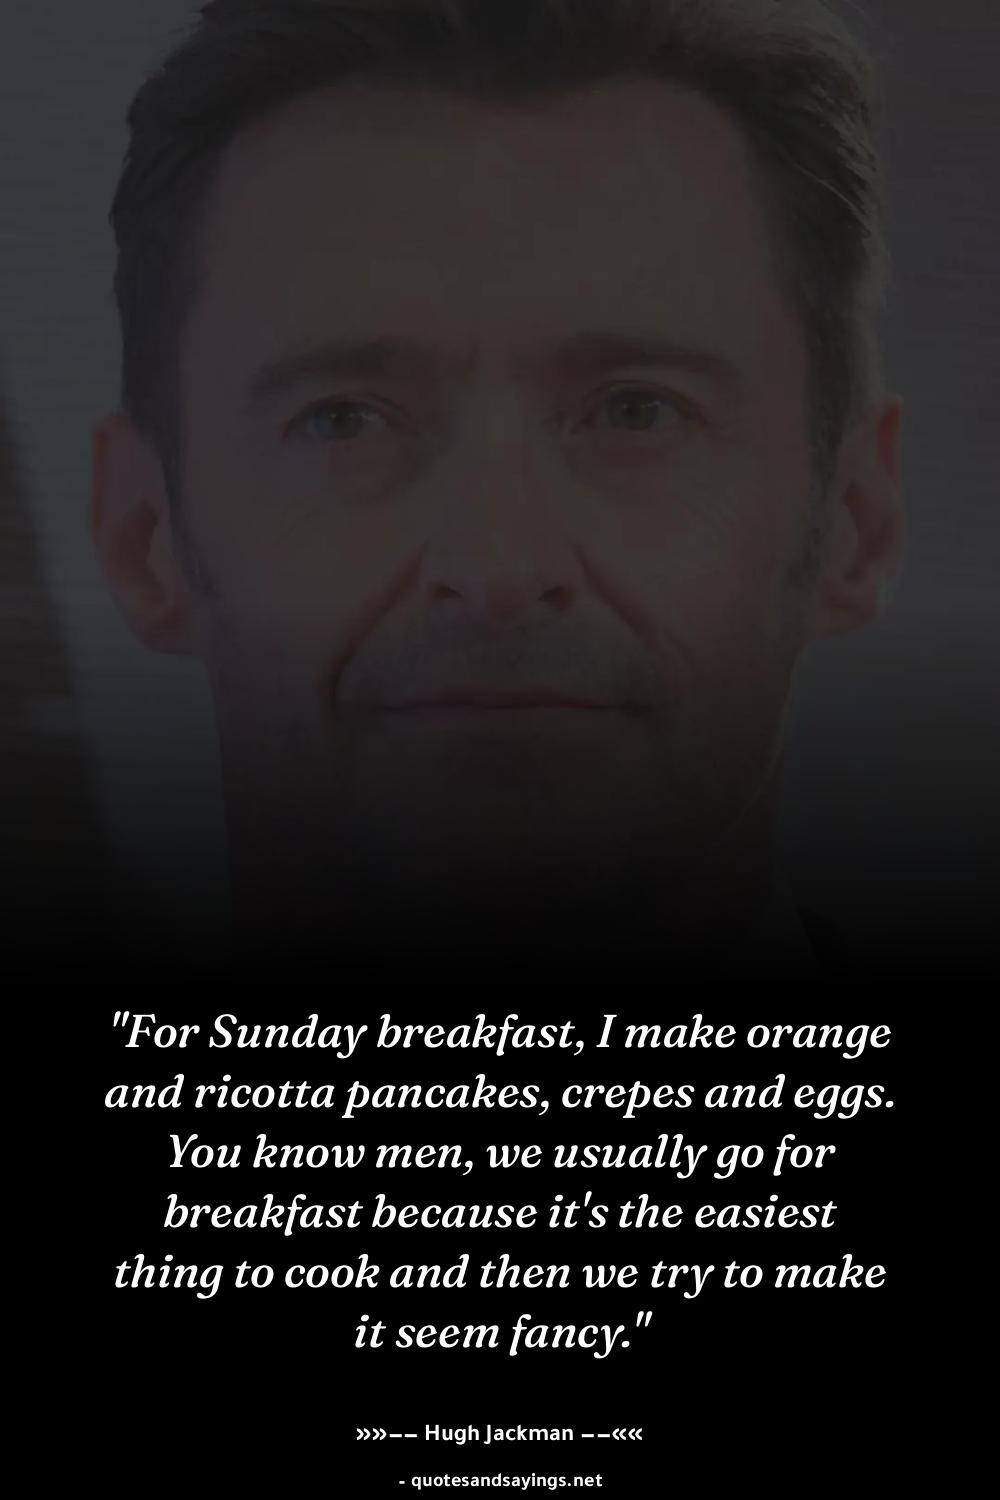 "For Sunday breakfast, I make orange
and ricotta pancakes, crepes and eggs.
You know men, we usually go for
breakfast because it's the easiest
thing to cook and then we try to make
it seem fancy."
»»–– Hugh Jackman ––««
- quotesandsayings.net